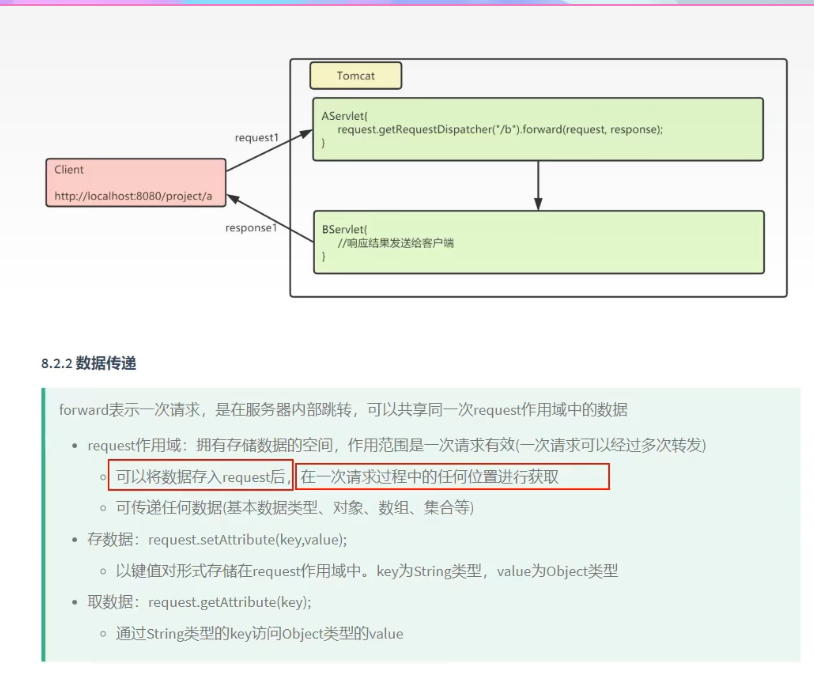 Tomcat
AServlet{
request.getRequestDispatcher("/b").forward(request, response);
}
request1
Client
http://localhost:8080/project/a
response1
BServlet{
//响应结果发送给客户端
}
8.2.2 数据传递
forward表示一次请求，是在服务器内部跳转，可以共享同一次request作用域中的数据
request作用域：拥有存储数据的空间，作用范围是一次请求有效(一次请求可以经过多次转发)
可以将数据存入request后，在一次请求过程中的任何位置进行获取
可传递任何数据(基本数据类型、对象、数组、集合等)
存数据：request.setAttribute(key,value);
以键值对形式存储在request作用域中。key为String类型，value为Object类型
取数据：request.getAttribute(key);
通过String类型的key访问Object类型的value